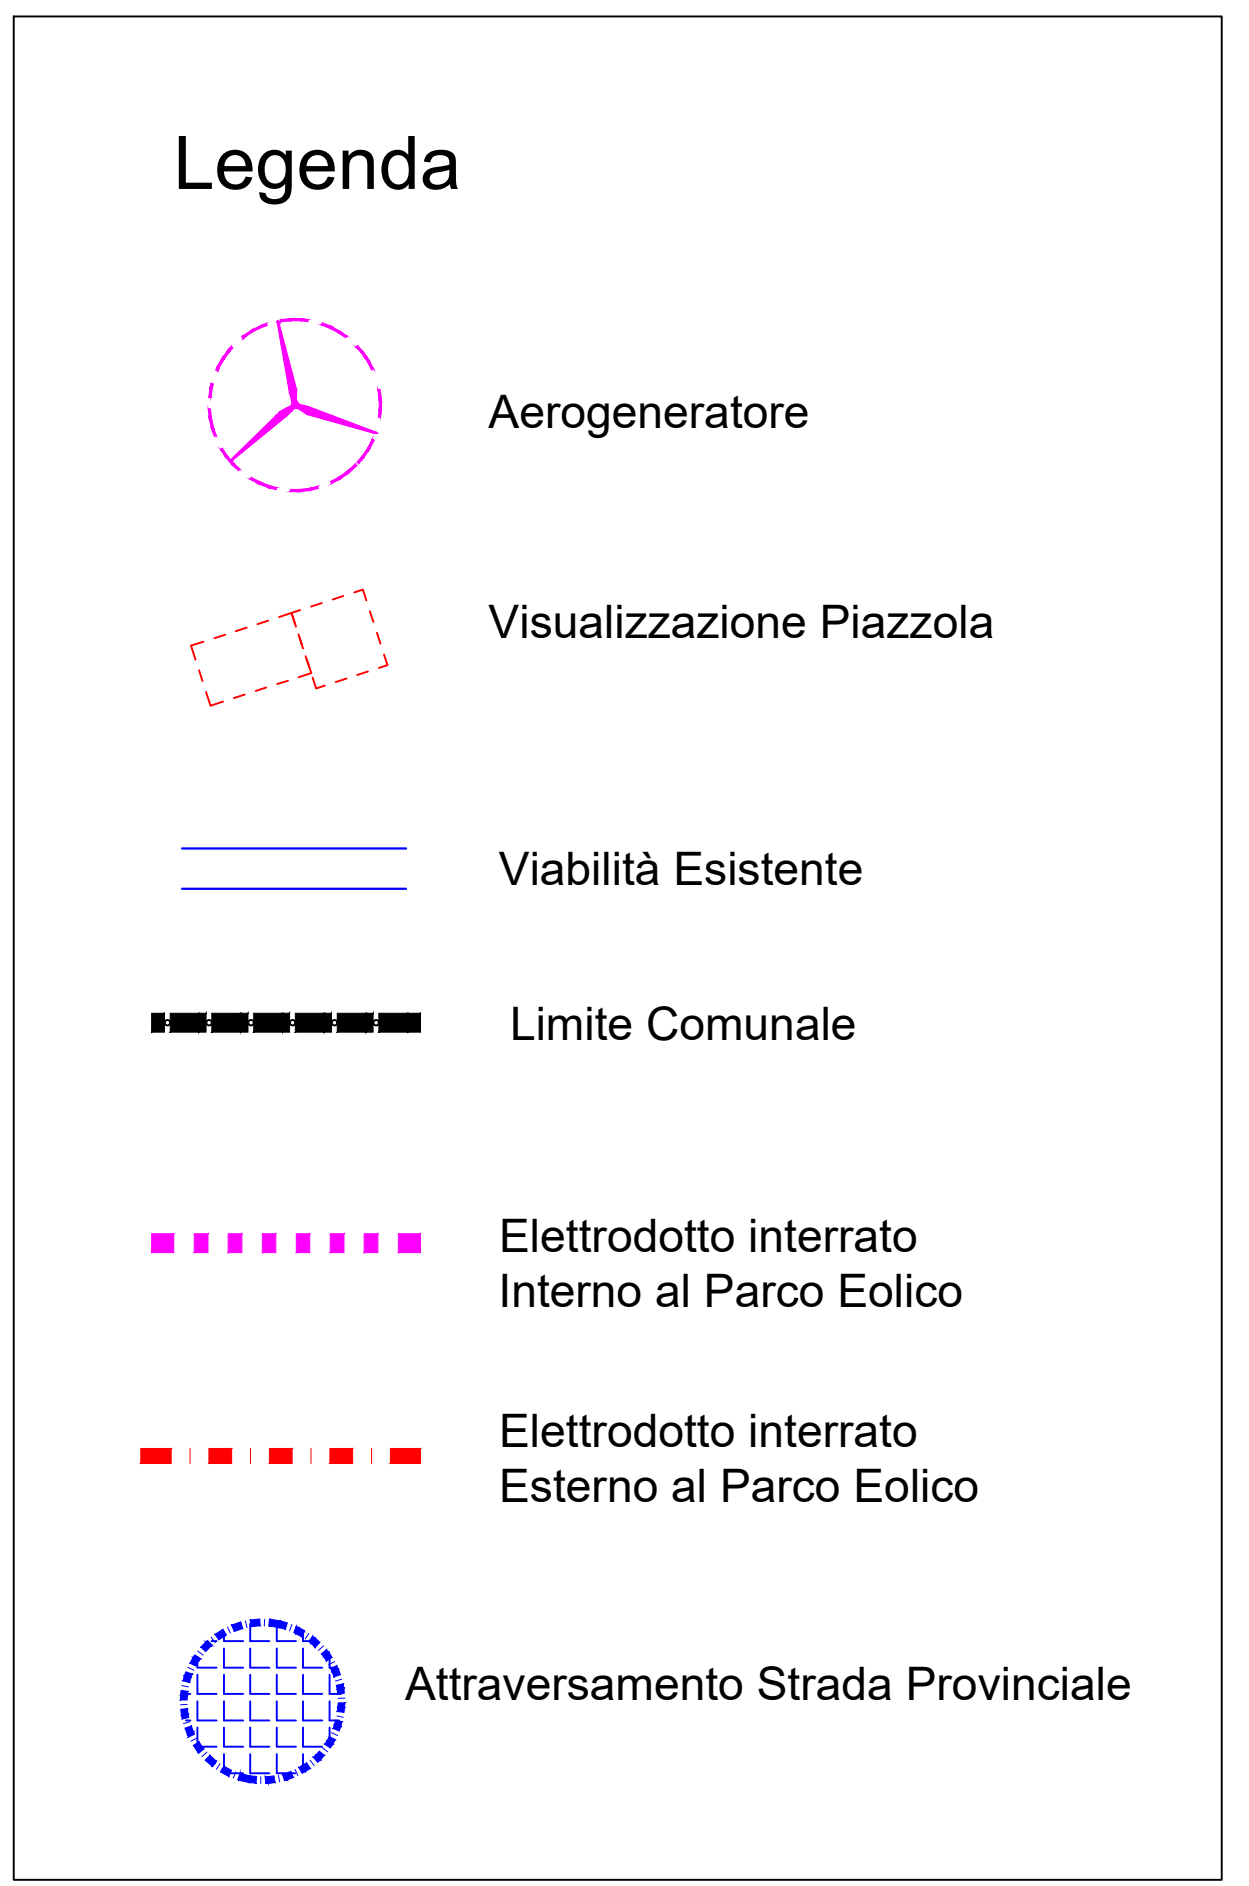 Legenda
Aerogeneratore
Visualizzazione Piazzola
Viabilità Esistente
Limite Comunale
Elettrodotto interrato
Interno al Parco Eolico
Elettrodotto interrato
Esterno al Parco Eolico
Attraversamento Strada Provinciale